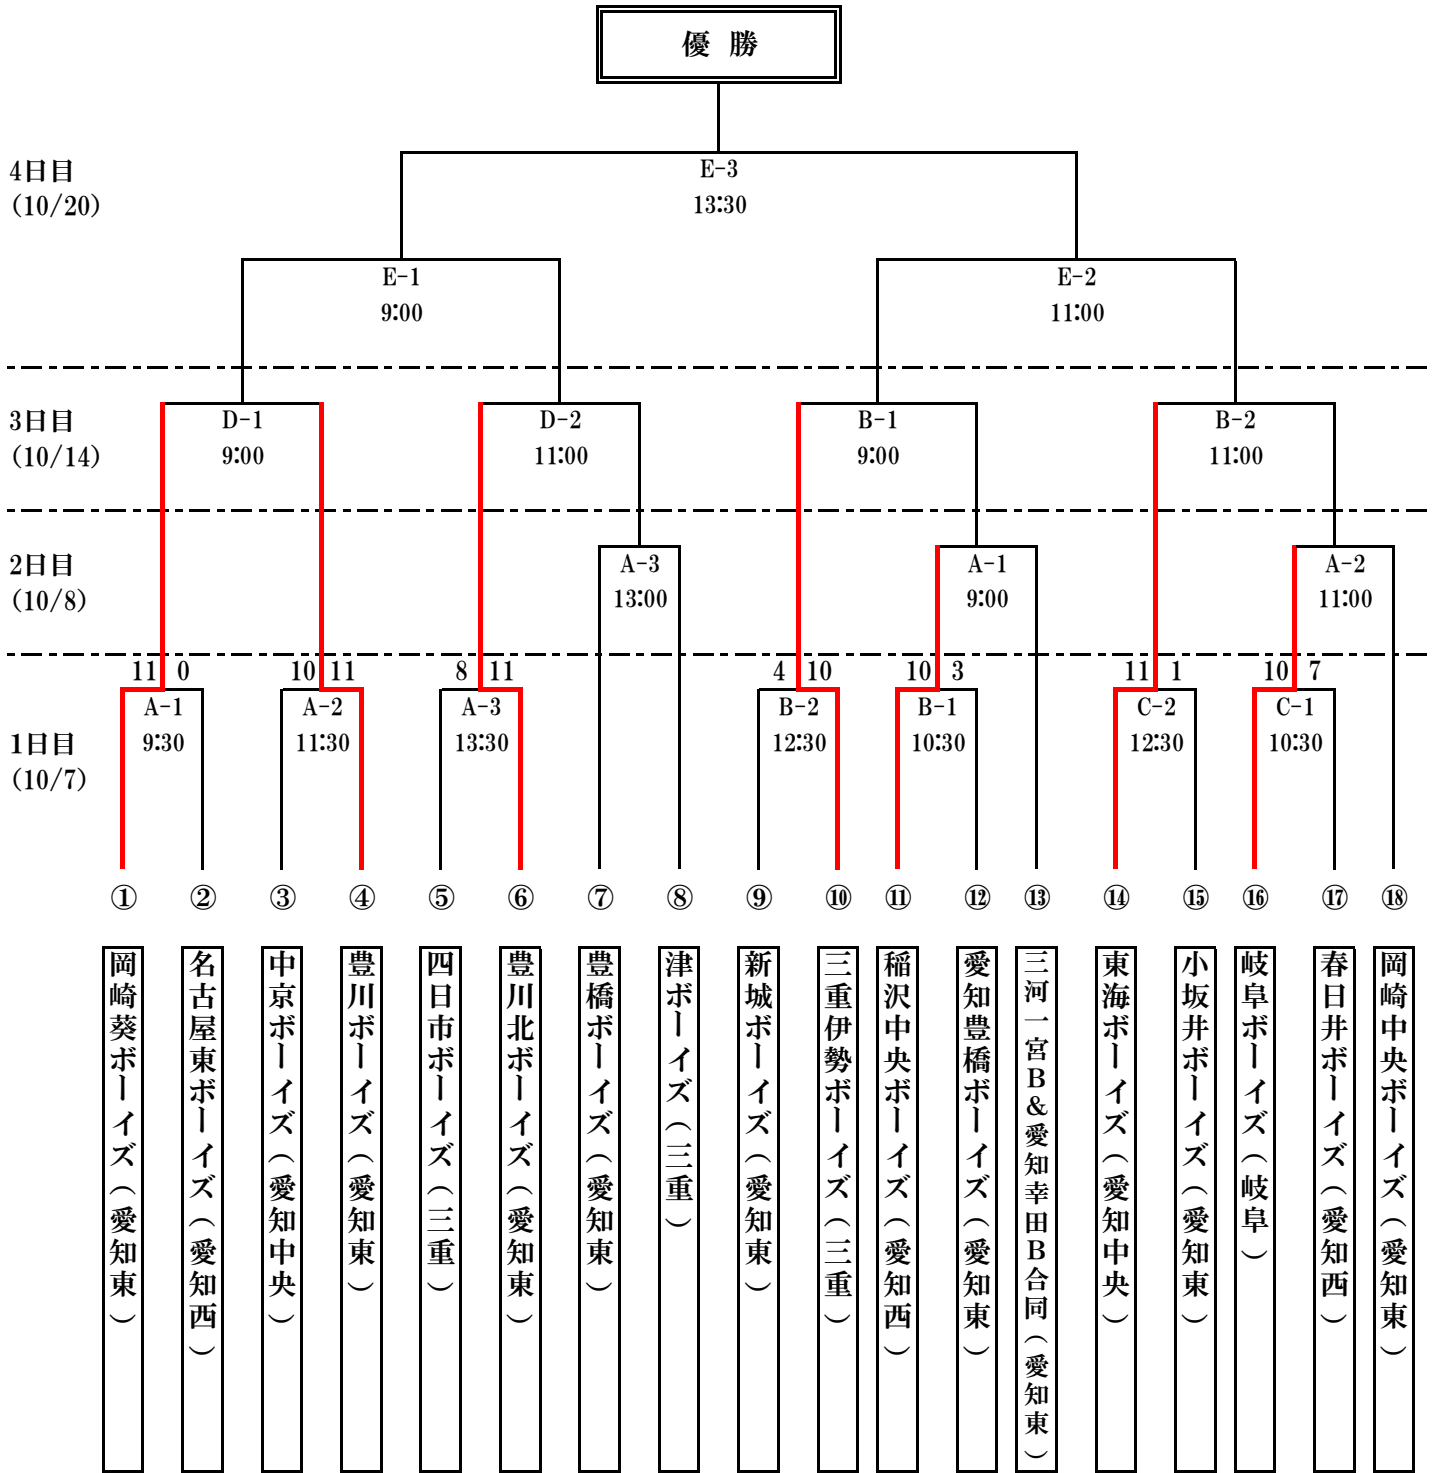 優 勝
4日目
(10/20)
E-3
13:30
E-1
9:00
E-2
11:00
3日目
(10/14)
D-1
9:00
D-2
11:00
B-1
9:00
B-2
11:00
2日目
(10/8)
A-3
13:00
A-1
9:00
A-2
11:00
11 0 10 11 8 11 4 10 10 3 11 1 10 7
1日目
(10/7)
A-1
9:30
A-2
11:30
A-3
13:30
B-2
12:30
B-1
10:30
C-2
12:30
C-1
10:30
① ② ③ ④ ⑤ ⑥ ⑦ ⑧ ⑨ ⑩ ⑪ ⑫ ⑬ ⑭ ⑮ ⑯ ⑰ ⑱
岡崎葵ボーイズ(愛知東)
名古屋東ボーイズ(愛知西)
中京ボーイズ(愛知中央)
豊川ボーイズ(愛知東)
四日市ボーイズ(三重)
豊川北ボーイズ(愛知東)
豊橋ボーイズ(愛知東)
津ボーイズ(三重)
新城ボーイズ(愛知東)
三重伊勢ボーイズ(三重)
稲沢中央ボーイズ(愛知西)
愛知豊橋ボーイズ(愛知東)
三河一宮B&愛知幸田B合同(愛知東)
東海ボーイズ(愛知中央)
小坂井ボーイズ(愛知東)
岐阜ボーイズ(岐阜)
春日井ボーイズ(愛知西)
岡崎中央ボーイズ(愛知東)